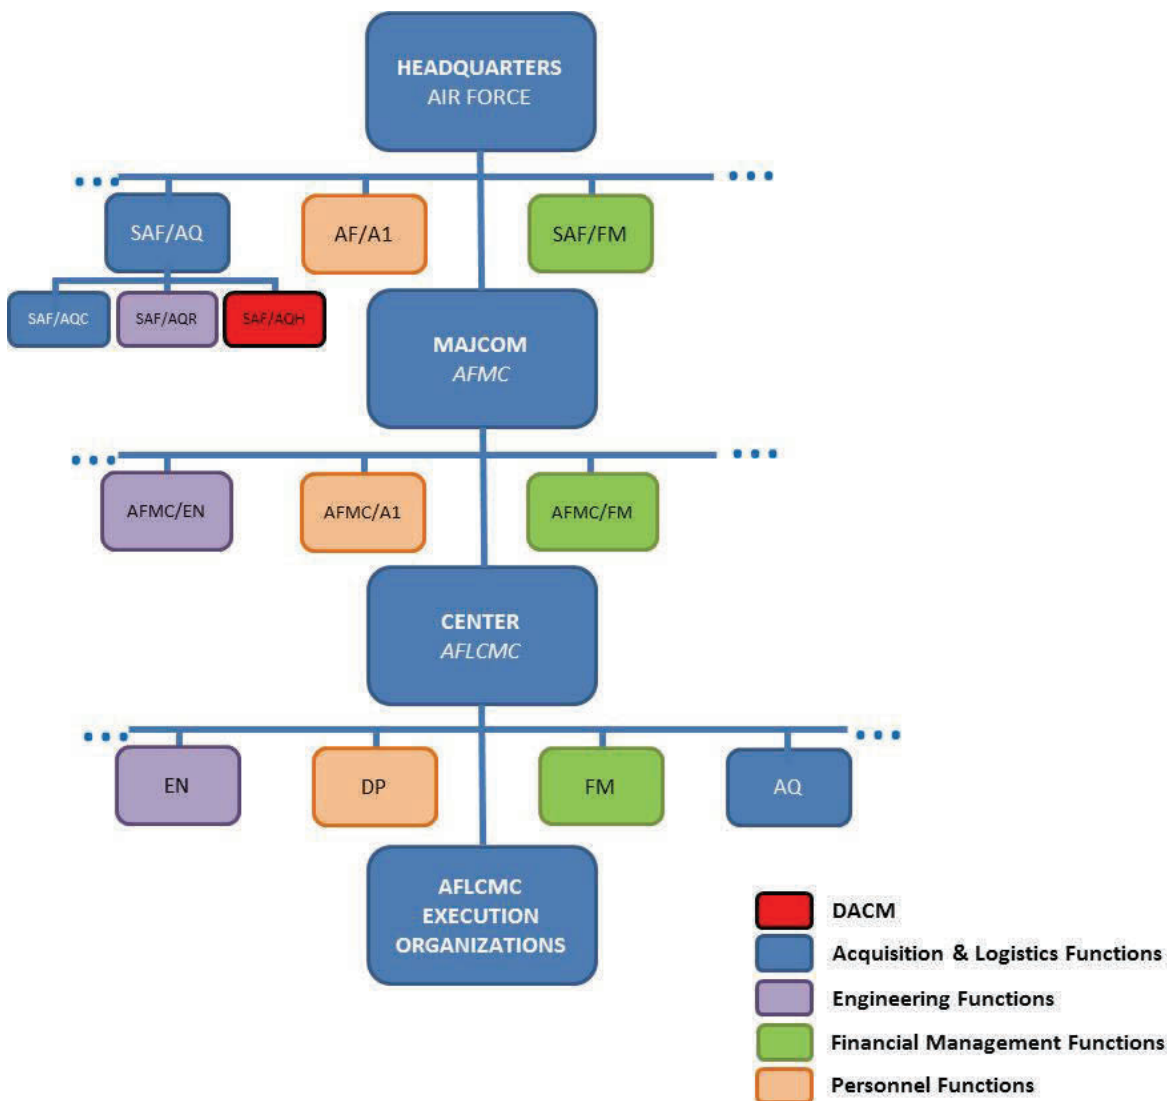 HEADQUARTERS
AIR FORCE
SAF/AQ
AF/A1
SAF/FM
SAF/AQC
SAF/AQR
SAF/AQH
MAJCOM
AFMC
AFMC/EN
AFMC/A1
AFMC/FM
CENTER
AFLCMC
EN
DP
FM
AQ
AFLCMC
EXECUTION
ORGANIZATIONS
DACM
Acquisition & Logistics Functions
Engineering Functions
Financial Management Functions
Personnel Functions